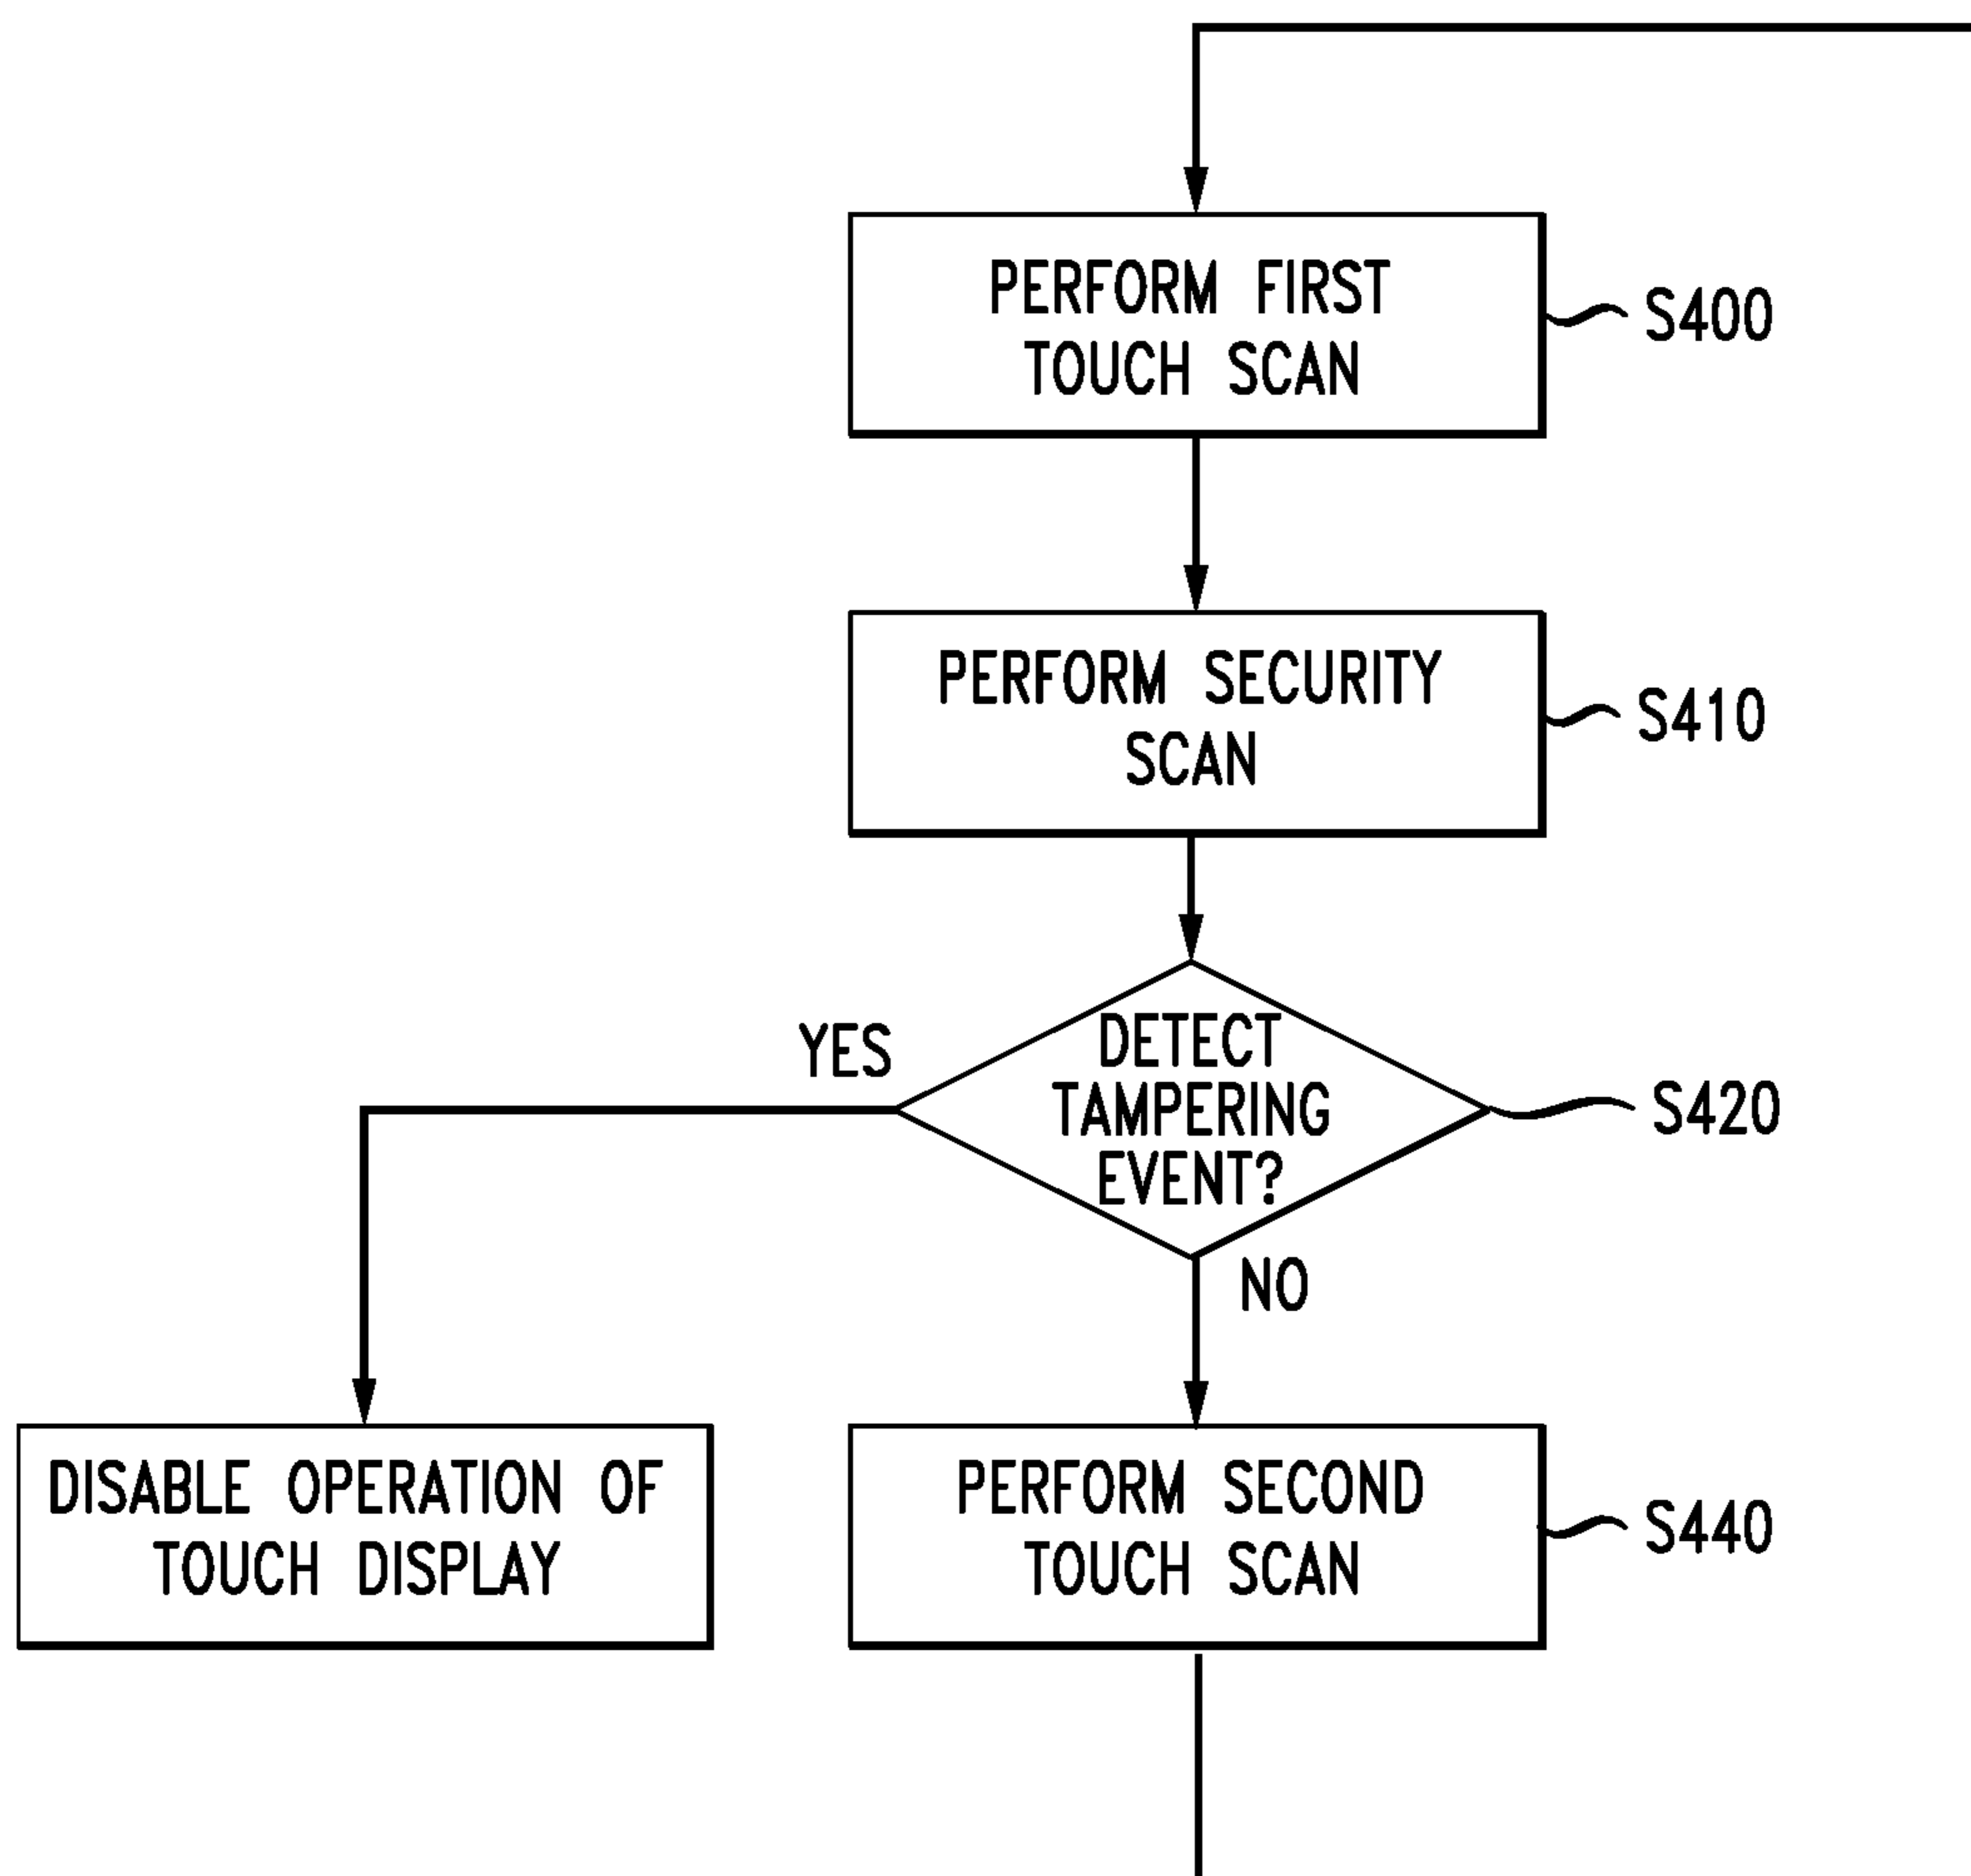 PERFORM FIRST
TOUCH SCAN
S400
PERFORM SECURITY
SCAN
S410
YES
DETECT
TAMPERING
EVENT?
S420
NO
DISABLE OPERATION OF
TOUCH DISPLAY
PERFORM SECOND
TOUCH SCAN
S440